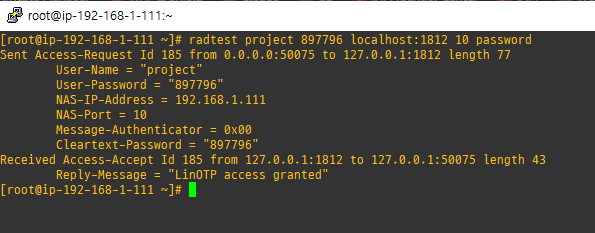 root@ip-192-168-1-111:~
[root@ip-192-168-1-111 ~]# radtest project 897796 localhost:1812 10 password
Sent Access-Request Id 185 from 0.0.0.0:50075 to 127.0.0.1:1812 length 77
User-Name = "project"
User-Password = "897796"
NAS-IP-Address = 192.168.1.111
NAS-Port = 10
Message-Authenticator = 0x00
Cleartext-Password = "897796"
Received Access-Accept Id 185 from 127.0.0.1:1812 to 127.0.0.1:50075 length 43
Reply-Message = "LinOTP access granted"
[root@ip-192-168-1-111 ~]#